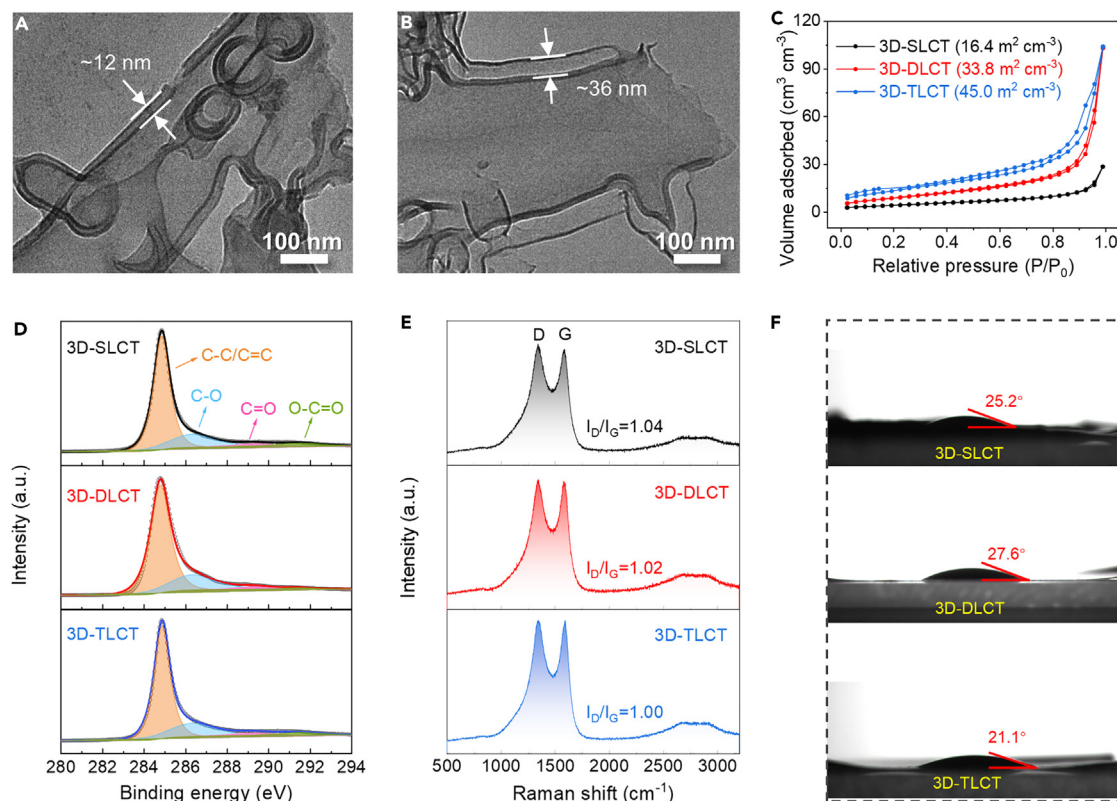 A
~12 nm
100 nm
B
~36 nm
100 nm
C
Volume adsorbed (cm³ cm⁻³)
120
90
60
30
0
3D-SLCT (16.4 m² cm⁻³)
3D-DLCT (33.8 m² cm⁻³)
3D-TLCT (45.0 m² cm⁻³)
0.0 0.2 0.4 0.6 0.8 1.0
Relative pressure (P/P₀)
D
Intensity (a.u.)
3D-SLCT
C-C/C=C
C-O
C=O
O-C=O
3D-DLCT
3D-TLCT
280 282 284 286 288 290 292 294
Binding energy (eV)
E
Intensity (a.u.)
D G
3D-SLCT
I_D/I_G=1.04
3D-DLCT
I_D/I_G=1.02
3D-TLCT
I_D/I_G=1.00
500 1000 1500 2000 2500 3000
Raman shift (cm⁻¹)
F
25.2°
3D-SLCT
27.6°
3D-DLCT
21.1°
3D-TLCT